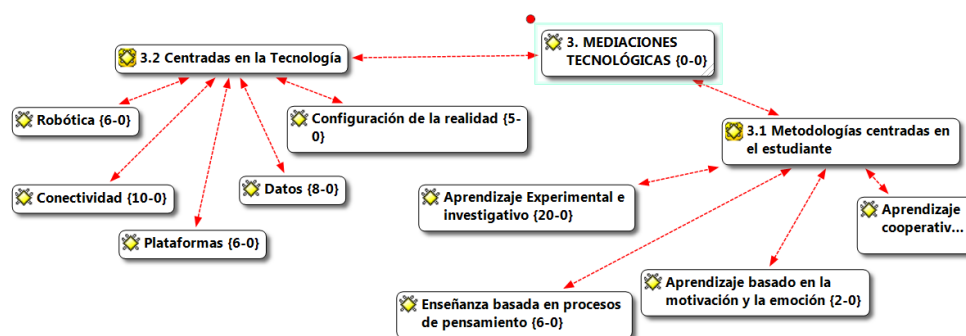 3. MEDIACIONES
TECNOLÓGICAS {0-0}
3.2 Centradas en la Tecnología
Robótica {6-0}
Configuración de la realidad {5-
0}
Conectividad {10-0}
Datos {8-0}
Plataformas {6-0}
3.1 Metodologías centradas en
el estudiante
Aprendizaje Experimental e
investigativo {20-0}
Aprendizaje
cooperativ...
Aprendizaje basado en la
motivación y la emoción {2-0}
Enseñanza basada en procesos
de pensamiento {6-0}